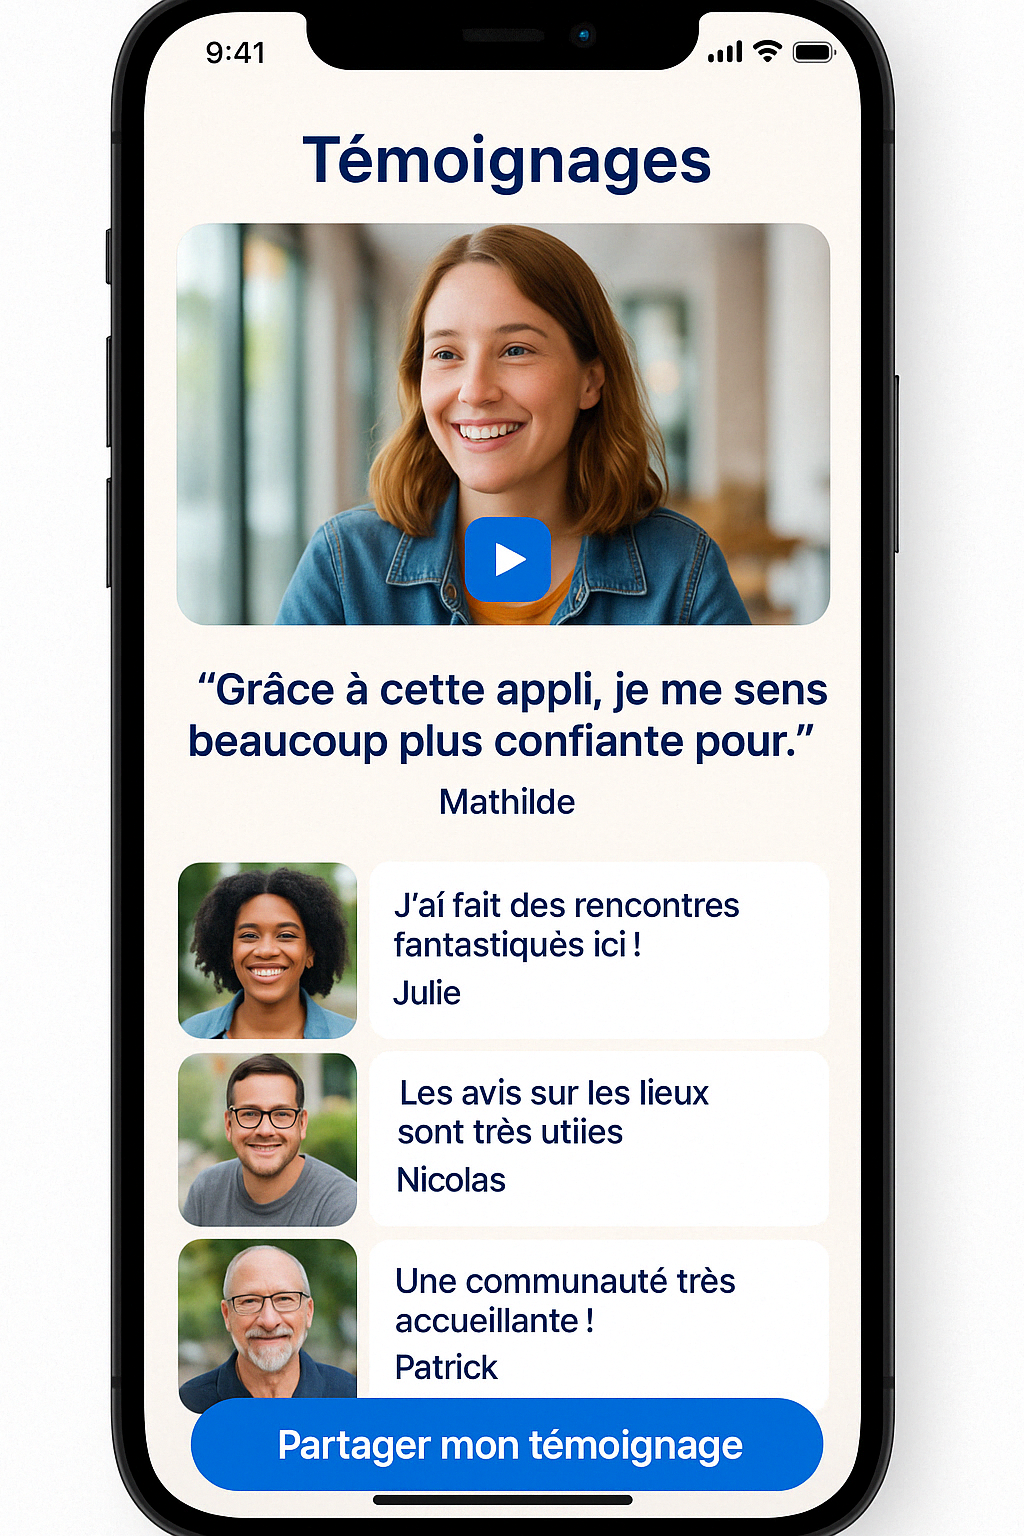 9:41
Témoignages
“Grâce à cette appli, je me sens
beaucoup plus confiante pour.”
Mathilde
J’aí fait des rencontres
fantastiquès ici !
Julie
Les avis sur les lieux
sont très utiies
Nicolas
Une communauté très
accueillante !
Patrick
Partager mon témoignage